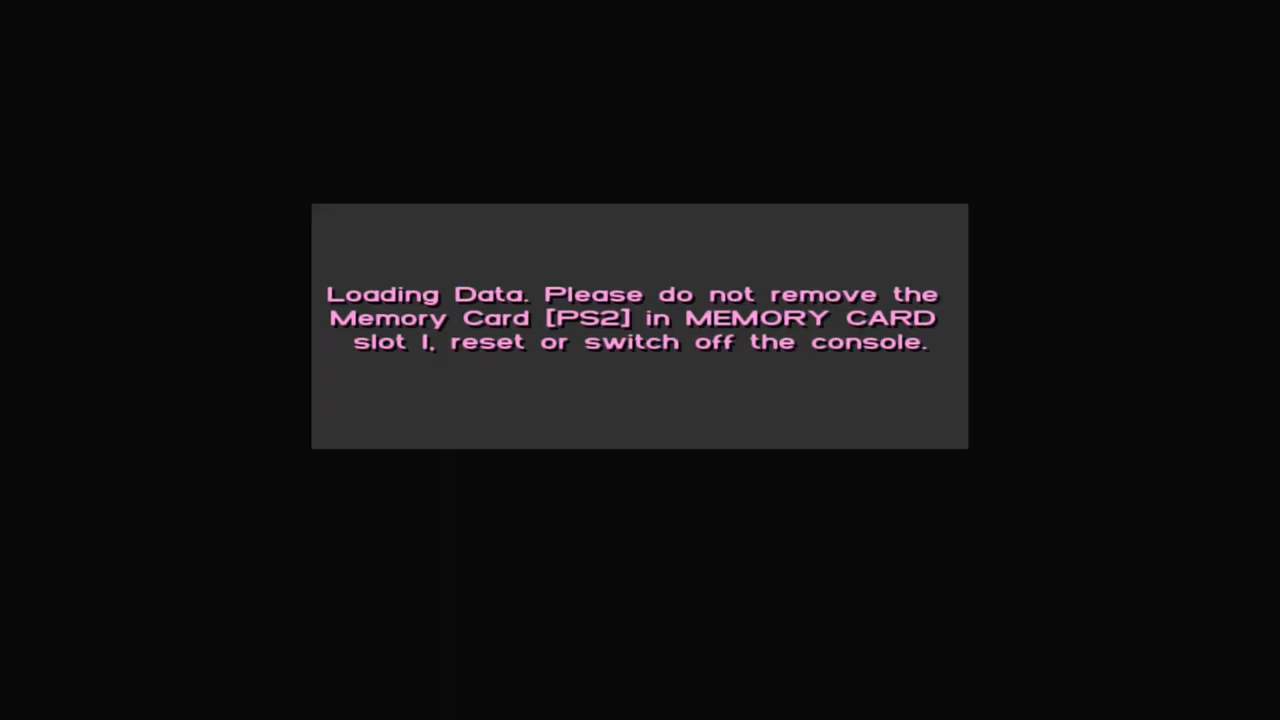 Loading Data. Please do not remove the
Memory Card [PS2] in MEMORY CARD
slot 1, reset or switch off the console.